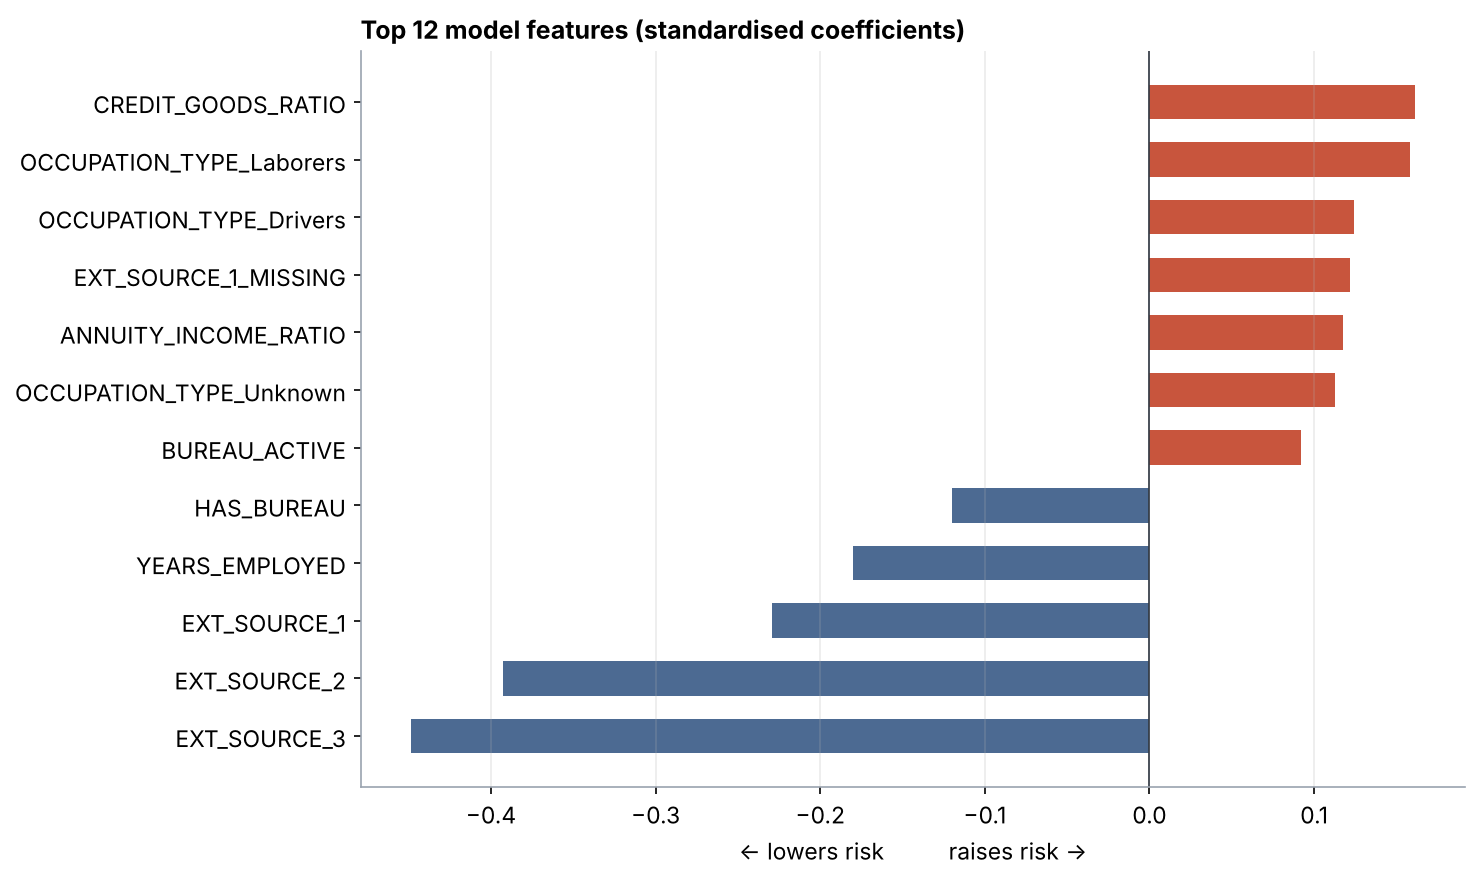 Top 12 model features (standardised coefficients)
CREDIT_GOODS_RATIO
OCCUPATION_TYPE_Laborers
OCCUPATION_TYPE_Drivers
EXT_SOURCE_1_MISSING
ANNUITY_INCOME_RATIO
OCCUPATION_TYPE_Unknown
BUREAU_ACTIVE
HAS_BUREAU
YEARS_EMPLOYED
EXT_SOURCE_1
EXT_SOURCE_2
EXT_SOURCE_3
−0.4 −0.3 −0.2 −0.1 0.0 0.1
← lowers risk raises risk →